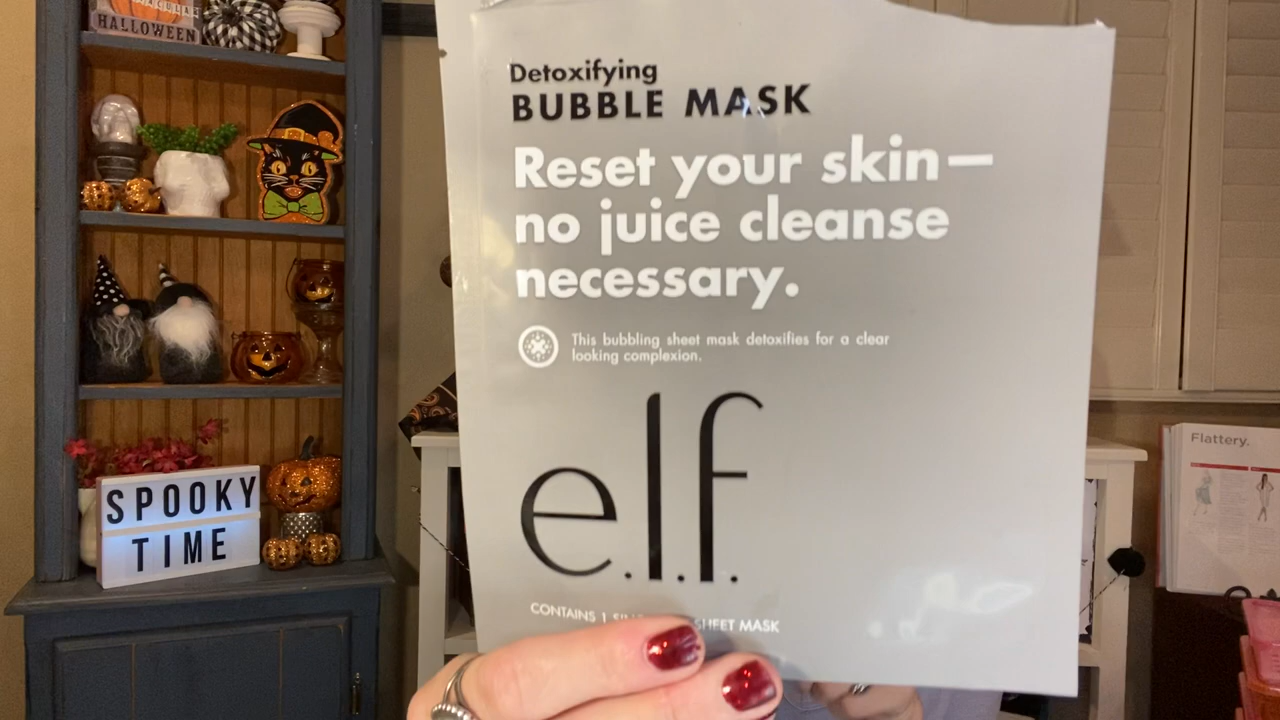 HALLOWEEN
Detoxifying
BUBBLE MASK
Reset your skin—
no juice cleanse
necessary.
This bubbling sheet mask detoxifies for a clear
looking complexion.
e.l.f.
CONTAINS 1 SHEET MASK
SPOOKY
TIME
Flattery.